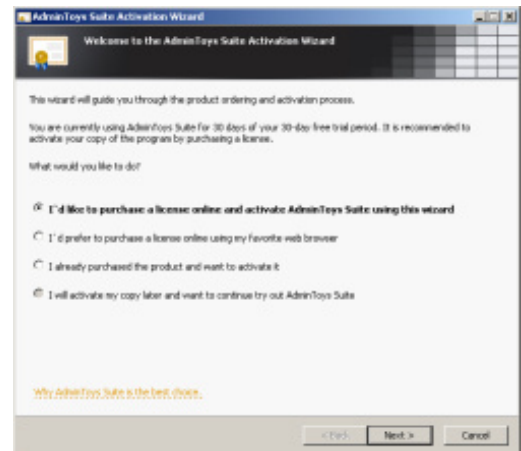 AdminToys Suite Activation Wizard
Welcome to the AdminToys Suite Activation Wizard
This wizard will guide you through the product ordering and activation process.
You are currently using AdminToys Suite for 30 days of your 30-day free trial period. It is recommended to
activate your copy of the program by purchasing a license.
What would you like to do?
I'd like to purchase a license online and activate AdminToys Suite using this wizard
I'd prefer to purchase a license online using my favorite web browser
I already purchased the product and want to activate it
I will activate my copy later and want to continue try out AdminToys Suite
Why AdminToys Suite is the best choice.
< Back Next > Cancel